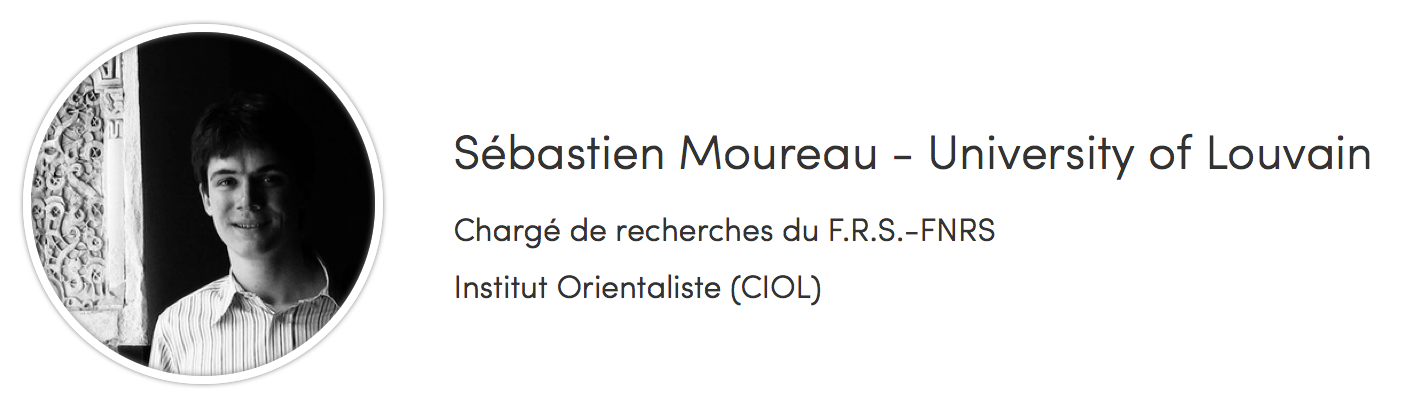 Sébastien Moureau - University of Louvain
Chargé de recherches du F.R.S.-FNRS
Institut Orientaliste (CIOL)